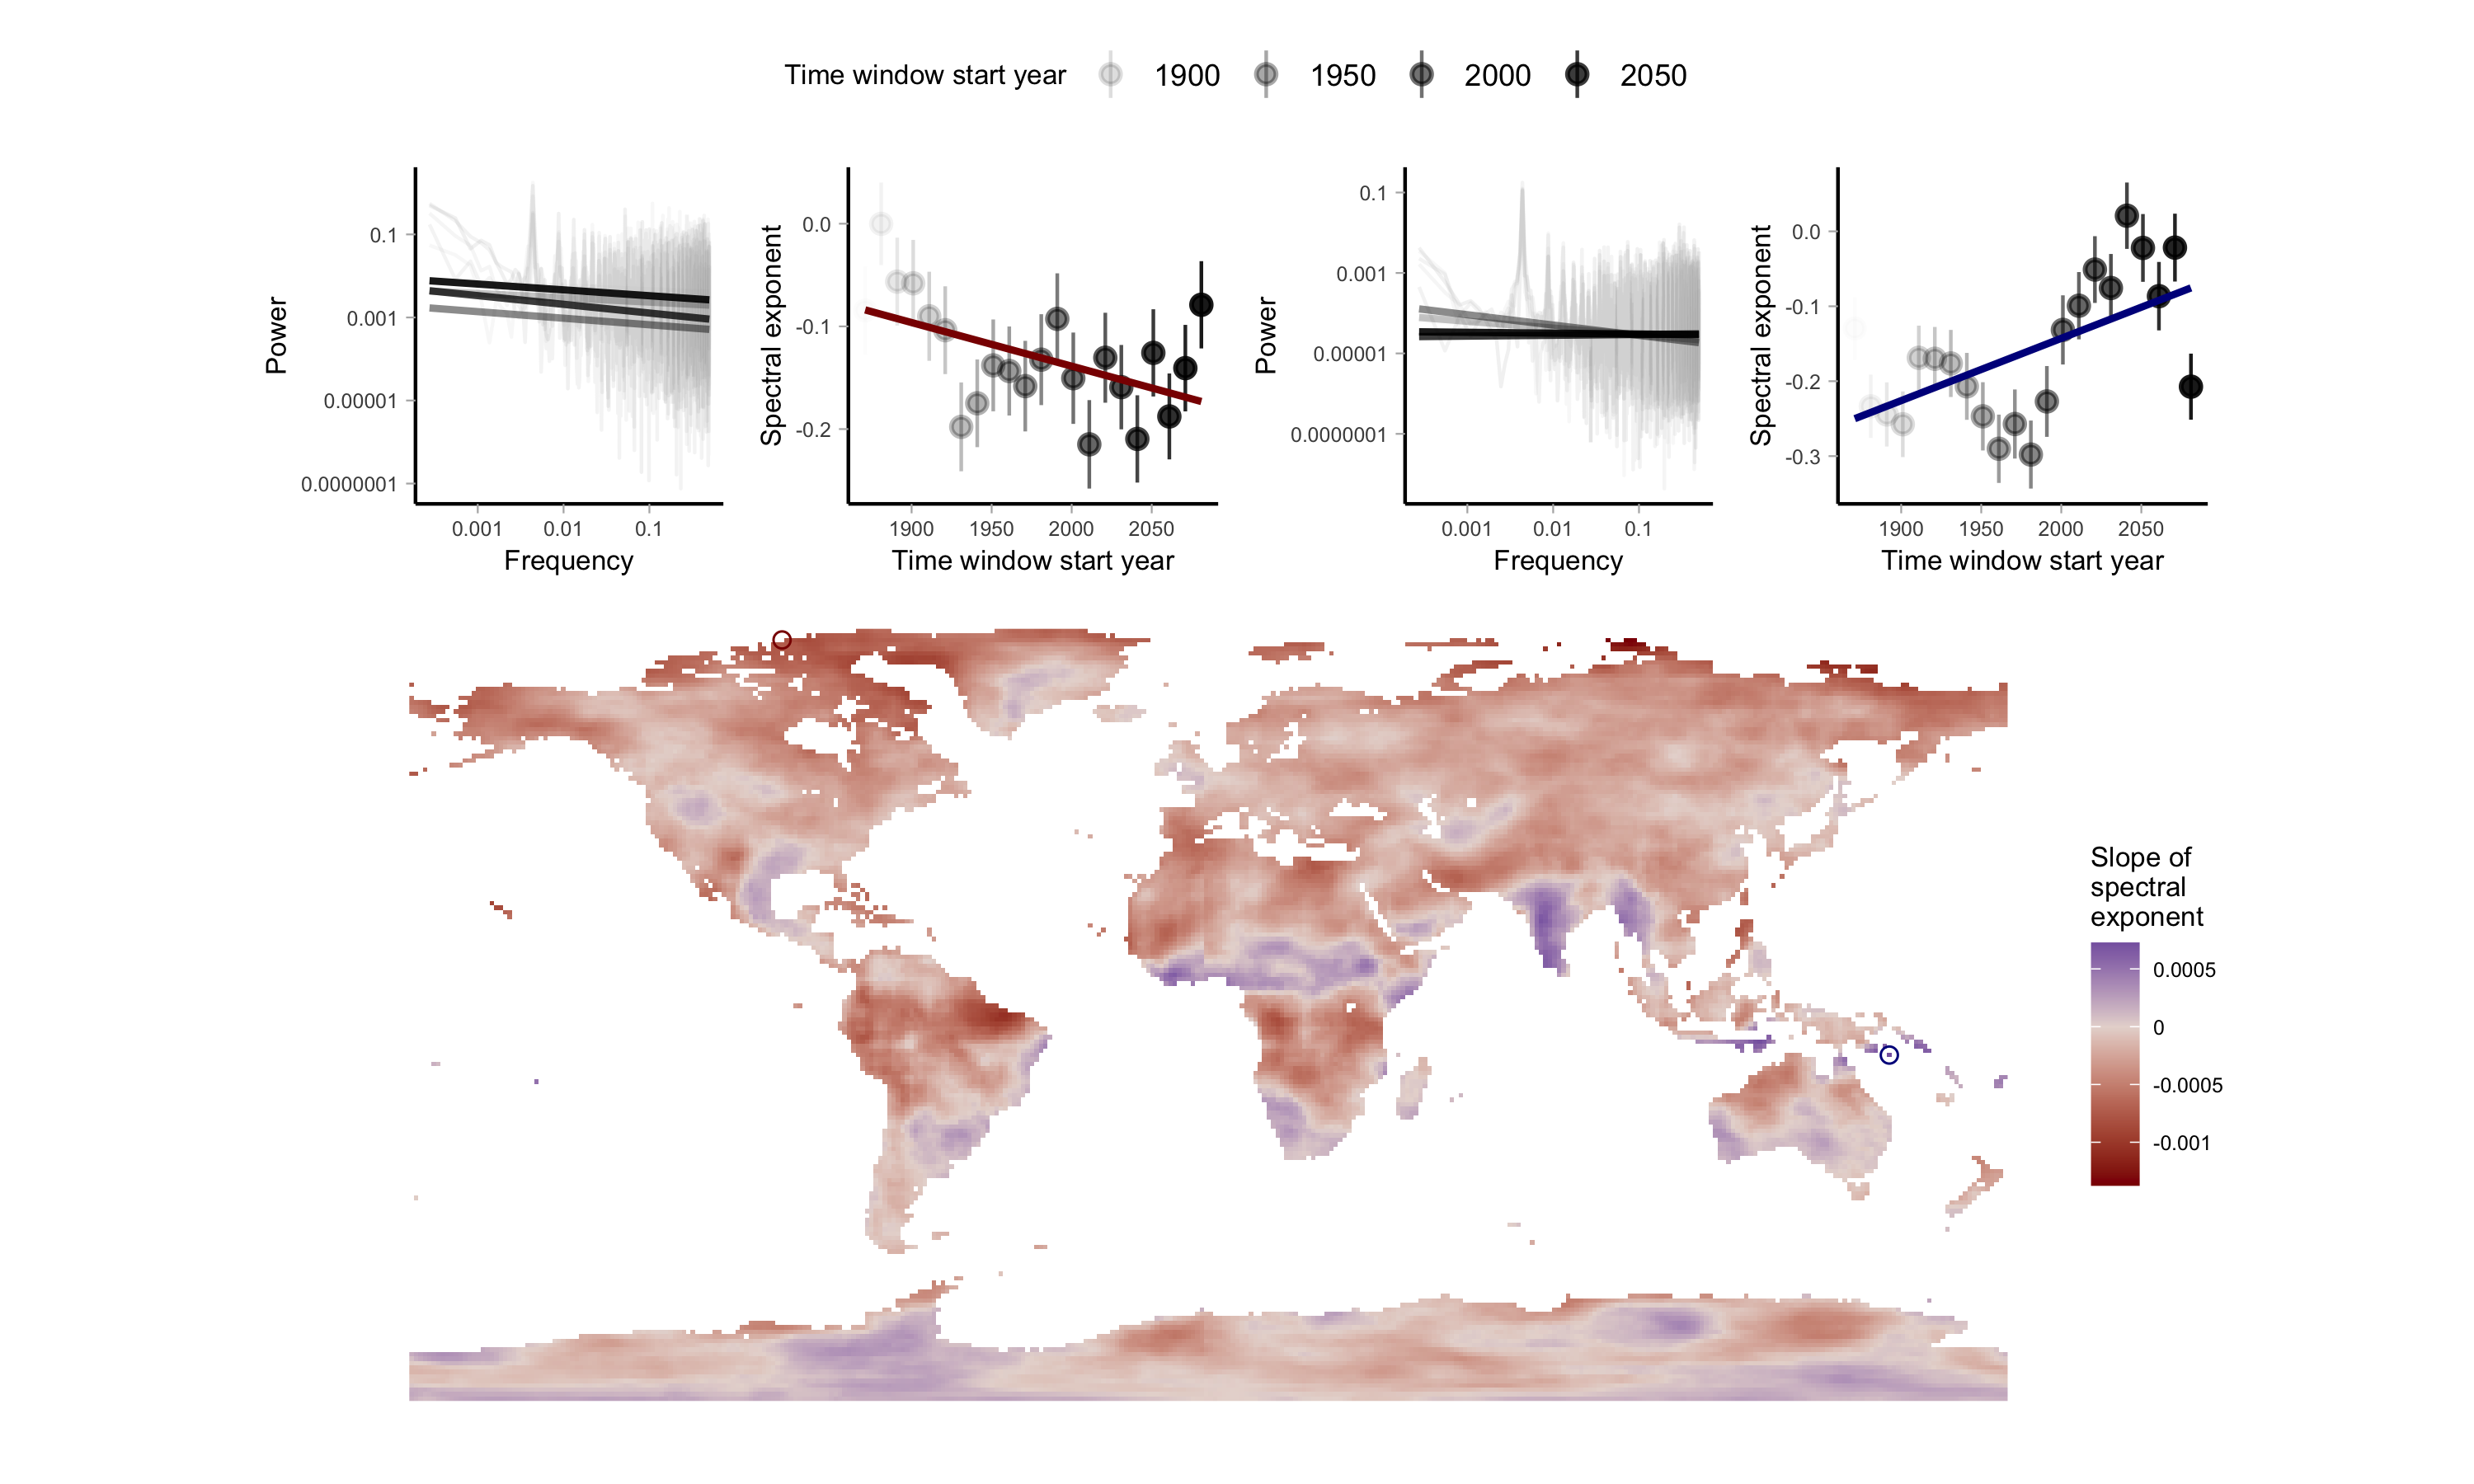 Time window start year 1900 1950 2000 2050
Power
0.1
0.001
0.00001
0.0000001
0.001 0.01 0.1
Frequency
Spectral exponent
0.0
-0.1
-0.2
1900 1950 2000 2050
Time window start year
Power
0.1
0.001
0.00001
0.0000001
0.001 0.01 0.1
Frequency
Spectral exponent
0.0
-0.1
-0.2
-0.3
1900 1950 2000 2050
Time window start year
Slope of
spectral
exponent
0.0005
0
-0.0005
-0.001